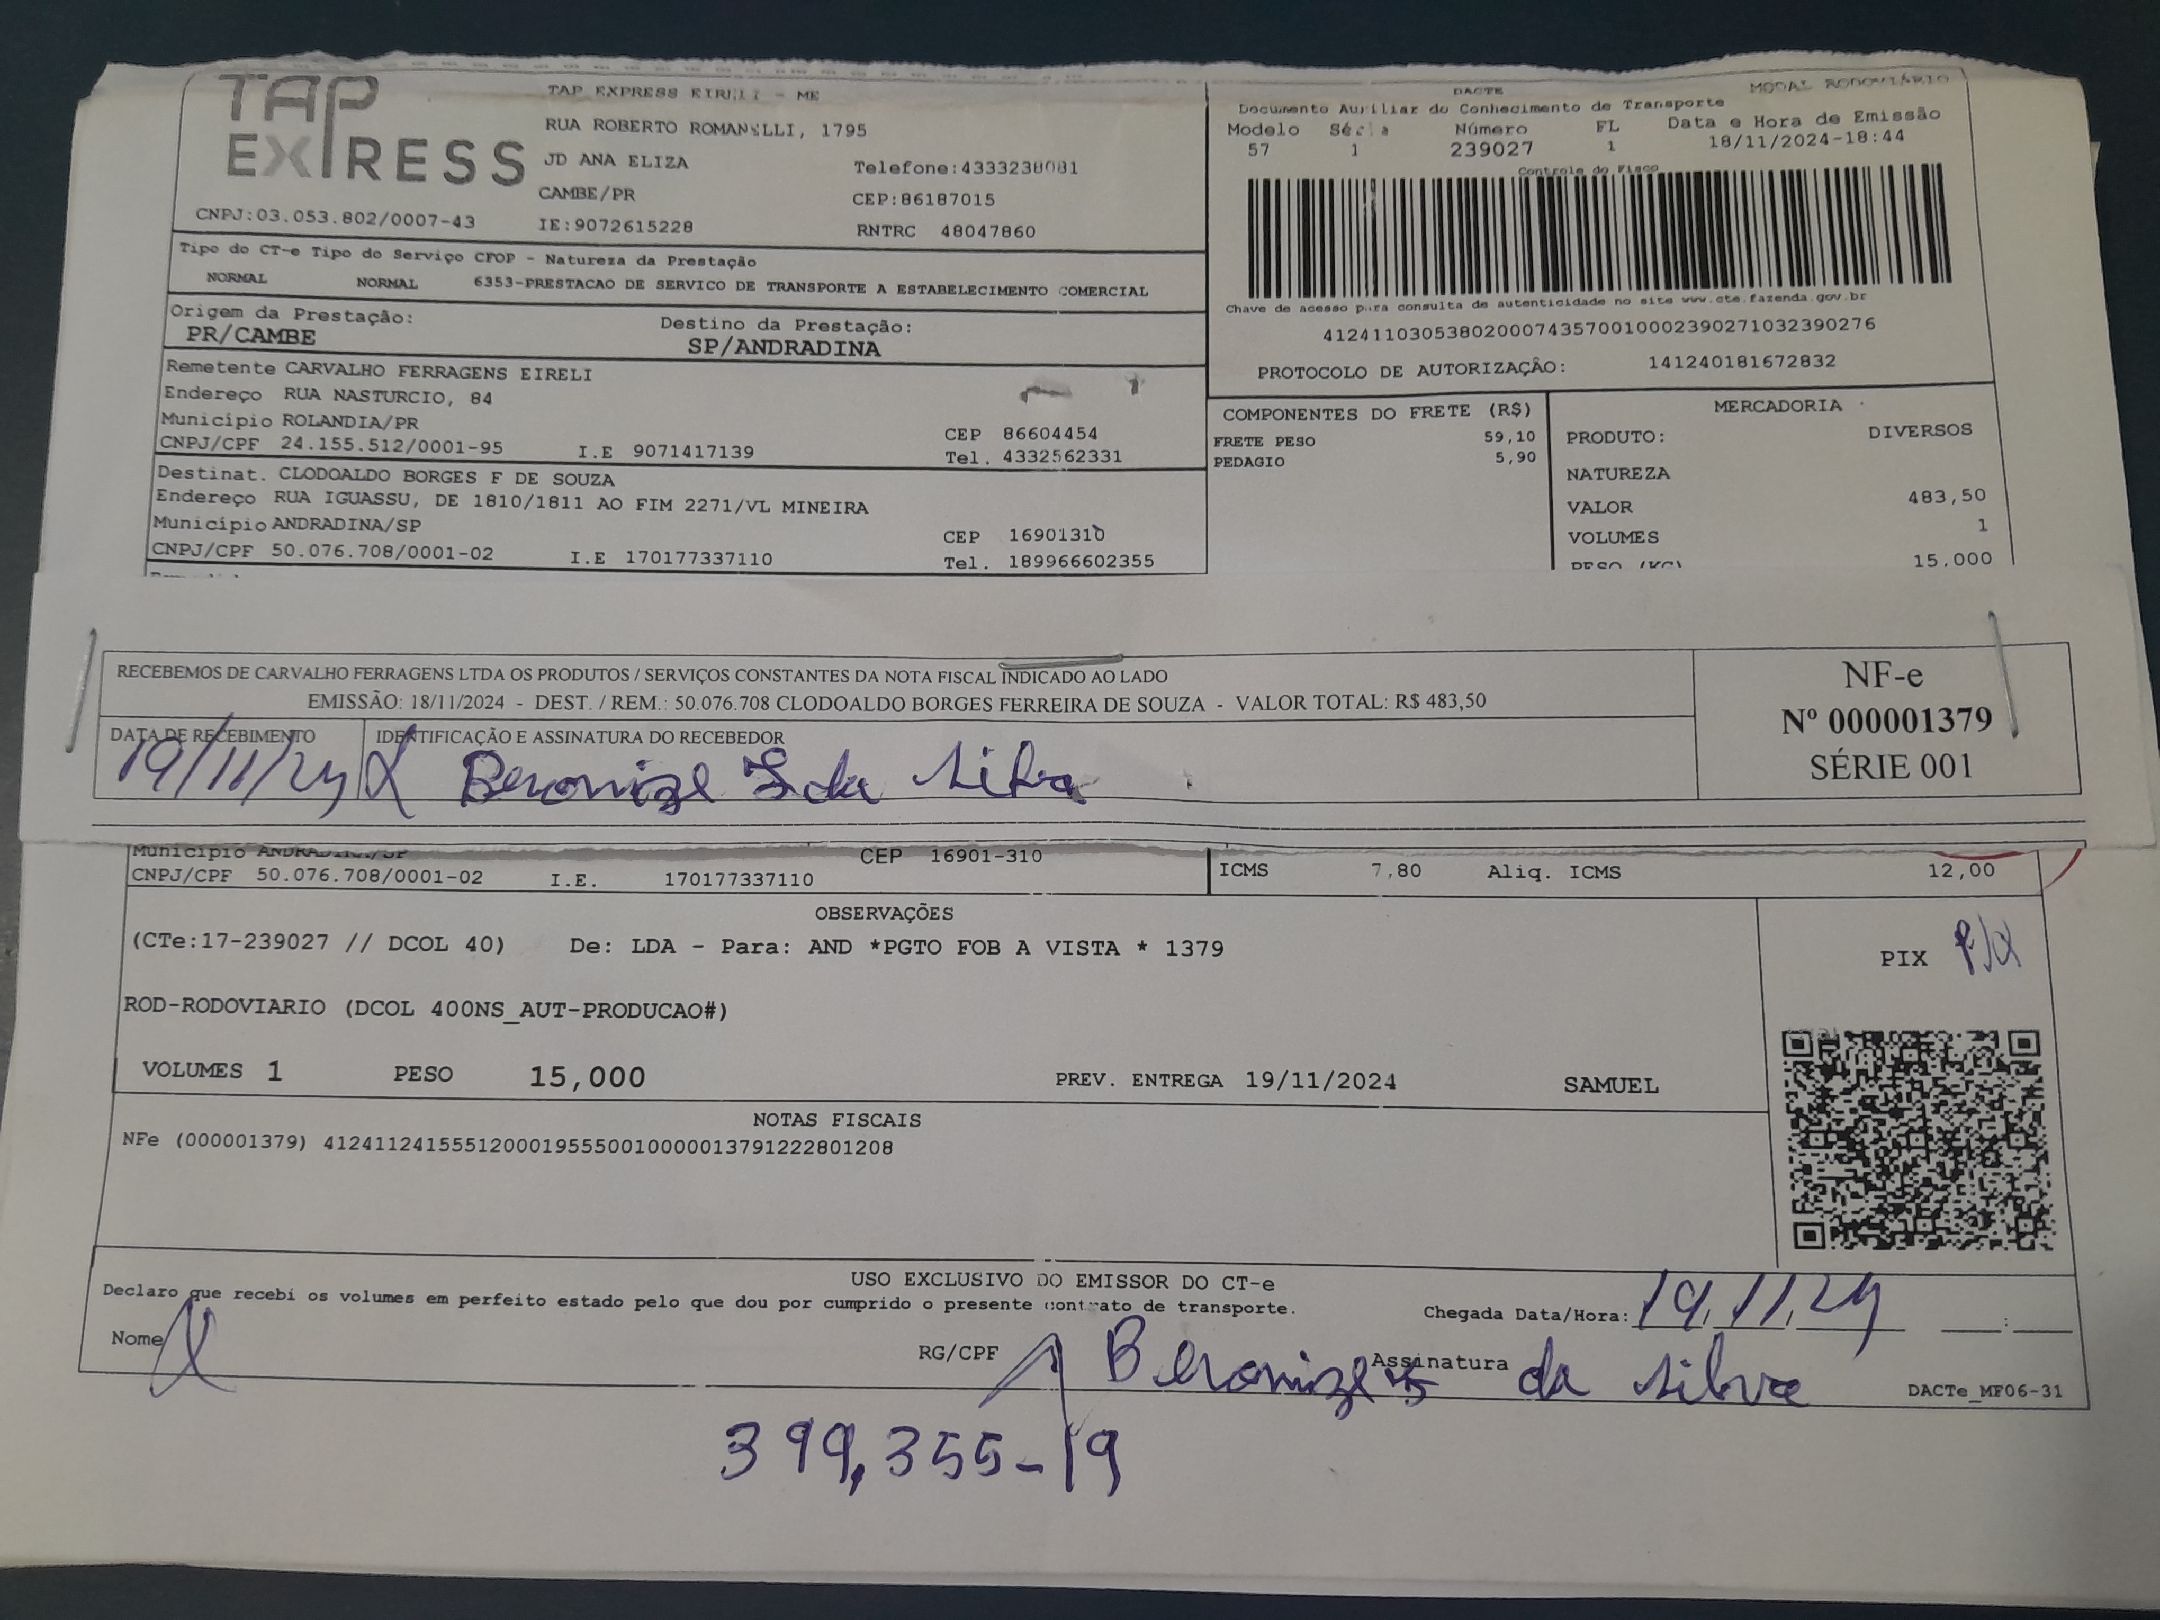 TAP EXPRESS
TAP EXPRESS EIRELI - ME
RUA ROBERTO ROMANELLI, 1795
JD ANA ELIZA
Telefone:4333238081
CAMBE/PR
CEP:86187015
CNPJ:03.053.802/0007-43
IE:9072615228
RNTRC 48047860
DACTE
MODAL RODOVIÁRIO
Documento Auxiliar do Conhecimento de Transporte
Modelo Série Número FL Data e Hora de Emissão
57 1 239027 1 18/11/2024-18:44
Controle do Fisco
Chave de acesso para consulta de autenticidade no site www.cte.fazenda.gov.br
41241103053802000743570010002390271032390276
PROTOCOLO DE AUTORIZAÇÃO: 141240181672832
Tipo do CT-e Tipo do Serviço CFOP - Natureza da Prestação
NORMAL NORMAL 6353-PRESTACAO DE SERVICO DE TRANSPORTE A ESTABELECIMENTO COMERCIAL
Origem da Prestação: Destino da Prestação:
PR/CAMBE SP/ANDRADINA
Remetente CARVALHO FERRAGENS EIRELI
Endereço RUA NASTURCIO, 84
Município ROLANDIA/PR CEP 86604454
CNPJ/CPF 24.155.512/0001-95 I.E 9071417139 Tel. 4332562331
Destinat. CLODOALDO BORGES F DE SOUZA
Endereço RUA IGUASSU, DE 1810/1811 AO FIM 2271/VL MINEIRA
Município ANDRADINA/SP CEP 16901310
CNPJ/CPF 50.076.708/0001-02 I.E 170177337110 Tel. 189966602355
COMPONENTES DO FRETE (R$)
FRETE PESO 59,10
PEDAGIO 5,90
MERCADORIA
PRODUTO: DIVERSOS
NATUREZA
VALOR 483,50
VOLUMES 1
PESO (KG) 15,000
RECEBEMOS DE CARVALHO FERRAGENS LTDA OS PRODUTOS / SERVIÇOS CONSTANTES DA NOTA FISCAL INDICADO AO LADO
EMISSÃO: 18/11/2024 - DEST. / REM.: 50.076.708 CLODOALDO BORGES FERREIRA DE SOUZA - VALOR TOTAL: R$ 483,50
DATA DE RECEBIMENTO IDENTIFICAÇÃO E ASSINATURA DO RECEBEDOR
19/11/24 Beronize da Silva
NF-e
Nº 000001379
SÉRIE 001
Município ANDRADINA/SP CEP 16901-310
CNPJ/CPF 50.076.708/0001-02 I.E. 170177337110
ICMS 7,80 Aliq. ICMS 12,00
OBSERVAÇÕES
(CTe:17-239027 // DCOL 40) De: LDA - Para: AND *PGTO FOB A VISTA * 1379
ROD-RODOVIARIO (DCOL 400NS_AUT-PRODUCAO#)
VOLUMES 1 PESO 15,000 PREV. ENTREGA 19/11/2024 SAMUEL
PIX
NOTAS FISCAIS
NFe (000001379) 41241124155512000195550010000013791222801208
USO EXCLUSIVO DO EMISSOR DO CT-e
Declaro que recebi os volumes em perfeito estado pelo que dou por cumprido o presente contrato de transporte.
Chegada Data/Hora: 19,11,24 __:__
Nome RG/CPF Assinatura
Beronize da Silva
DACTe_MF06-31
399,355-19